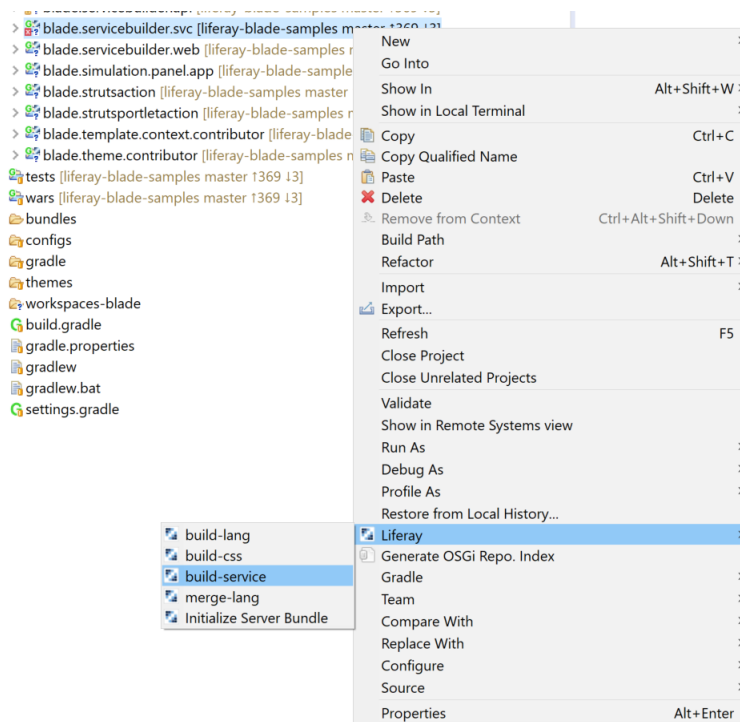 blade.servicebuilder.svc [liferay-blade-samples master ↑369 ↓3]
blade.servicebuilder.web [liferay-blade-samples
blade.simulation.panel.app [liferay-blade-sample
blade.strutsaction [liferay-blade-samples master
blade.strutsportletaction [liferay-blade-samples
blade.template.context.contributor [liferay-blade
blade.theme.contributor [liferay-blade-samples
tests [liferay-blade-samples master ↑369 ↓3]
wars [liferay-blade-samples master ↑369 ↓3]
bundles
configs
gradle
themes
workspaces-blade
build.gradle
gradle.properties
gradlew
gradlew.bat
settings.gradle
New
Go Into
Show In Alt+Shift+W
Show in Local Terminal
Copy Ctrl+C
Copy Qualified Name
Paste Ctrl+V
Delete Delete
Remove from Context Ctrl+Alt+Shift+Down
Build Path
Refactor Alt+Shift+T
Import
Export...
Refresh F5
Close Project
Close Unrelated Projects
Validate
Show in Remote Systems view
Run As
Debug As
Profile As
Restore from Local History...
Liferay
Generate OSGi Repo. Index
Gradle
Team
Compare With
Replace With
Configure
Source
Properties Alt+Enter
build-lang
build-css
build-service
merge-lang
Initialize Server Bundle